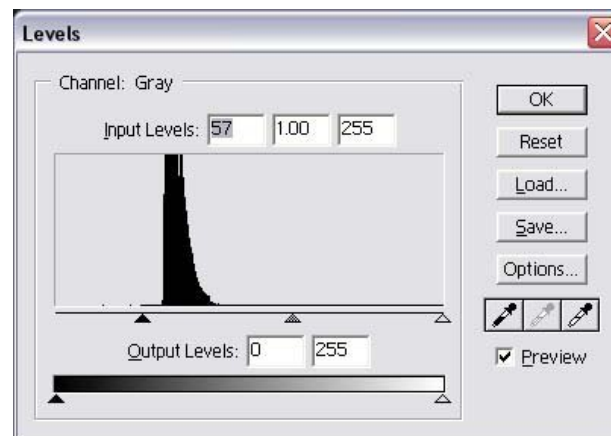 Levels
Channel: Gray
Input Levels: 57 1.00 255
OK
Reset
Load...
Save...
Options...
Output Levels: 0 255
Preview